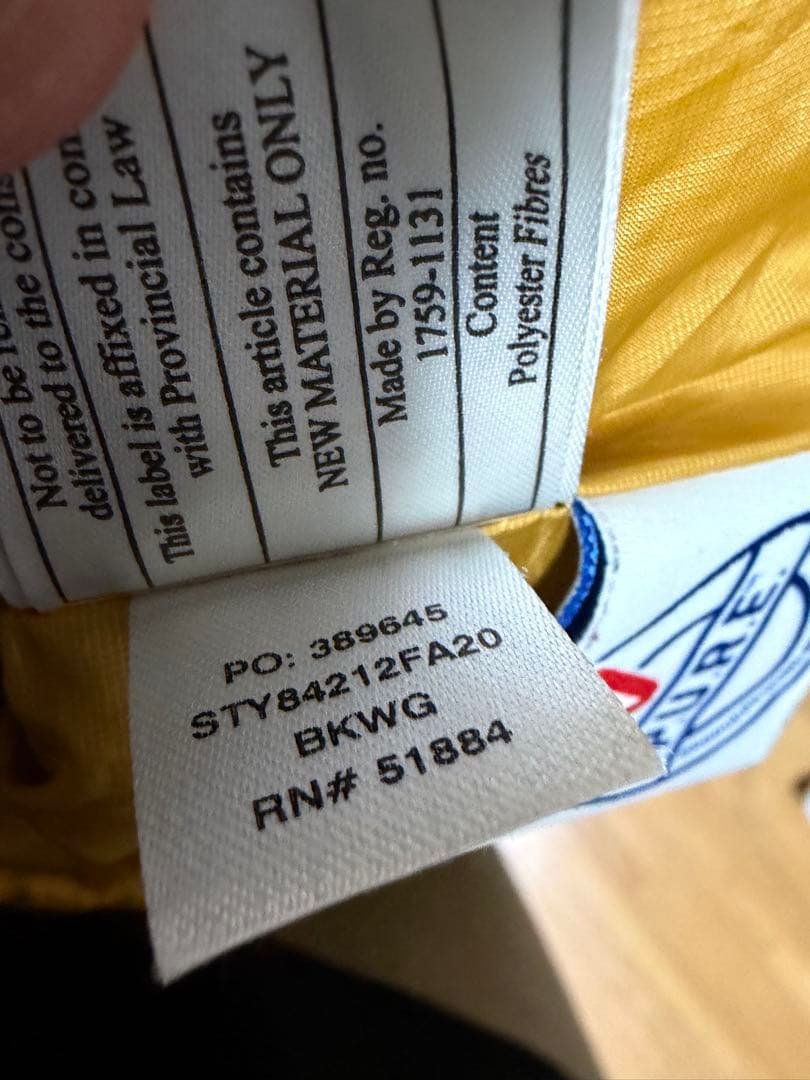 Not to be
delivered to the
This label is affixed in
with Provincial Law
This article contains
NEW MATERIAL ONLY
Made by Reg. no.
1759-1131
Content
Polyester Fibres
PO: 389645
STY84212FA20
BKWG
RN# 51884
URE